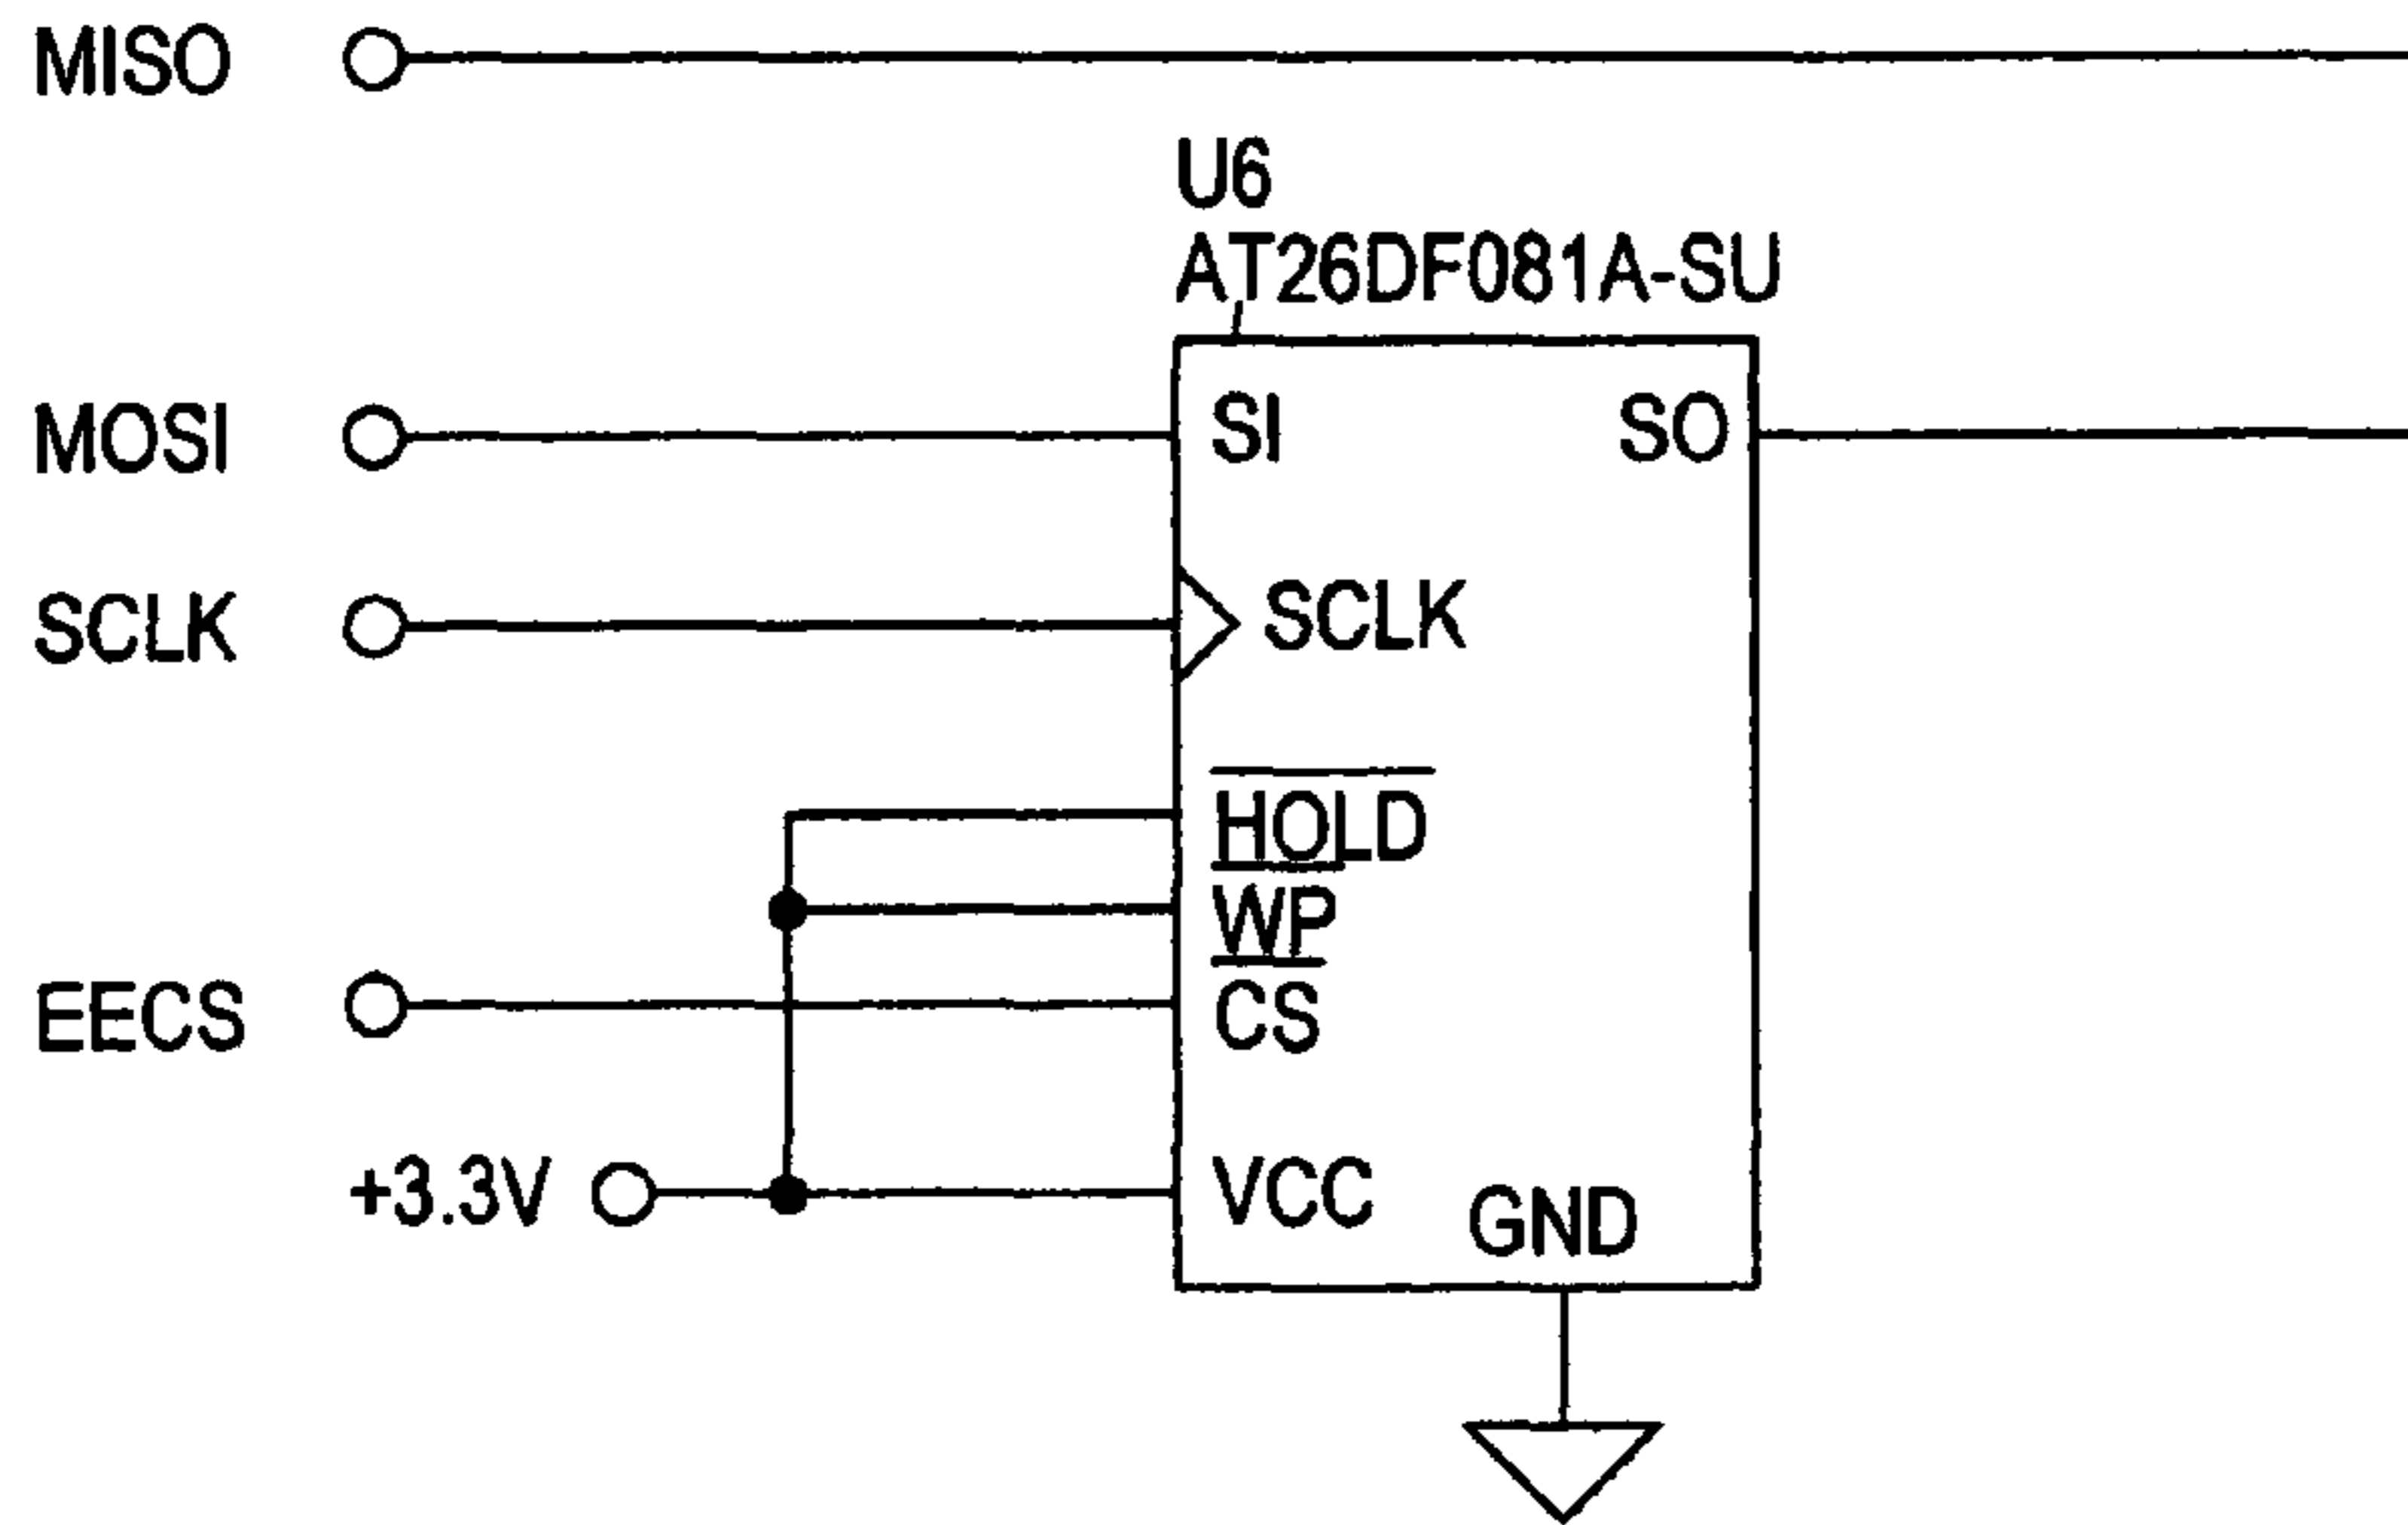 MISO
U6
AT26DF081A-SU
MOSI
SI
SO
SCLK
SCLK
HOLD
WP
EECS
CS
+3.3V
VCC
GND